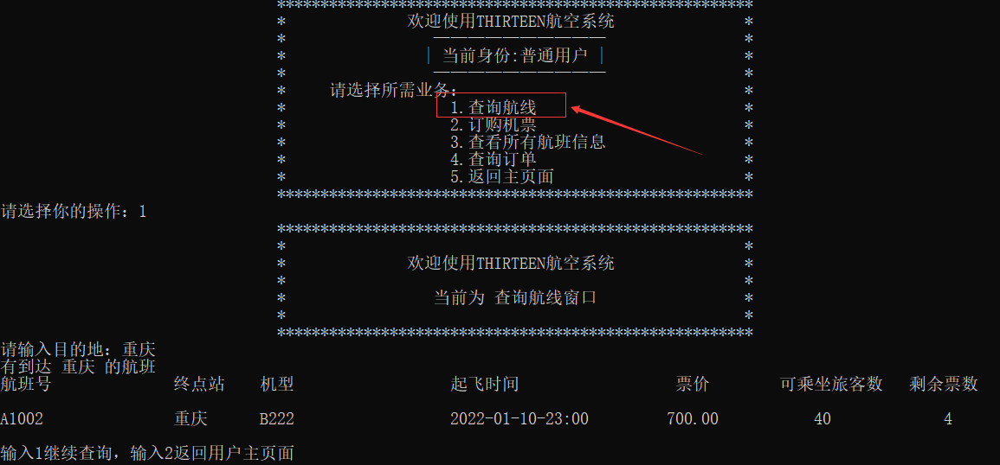 *******************************************************
* 欢迎使用THIRTEEN航空系统 *
* ———————————— *
* | 当前身份:普通用户 | *
* ———————————— *
* 请选择所需业务: *
* 1.查询航线 *
* 2.订购机票 *
* 3.查看所有航班信息 *
* 4.查询订单 *
* 5.返回主页面 *
*******************************************************
请选择你的操作: 1
*******************************************************
* *
* 欢迎使用THIRTEEN航空系统 *
* *
* 当前为 查询航线窗口 *
* *
*******************************************************
请输入目的地: 重庆
有到达 重庆 的航班
航班号 终点站 机型 起飞时间 票价 可乘坐旅客数 剩余票数
A1002 重庆 B222 2022-01-10-23:00 700.00 40 4
输入1继续查询, 输入2返回用户主页面